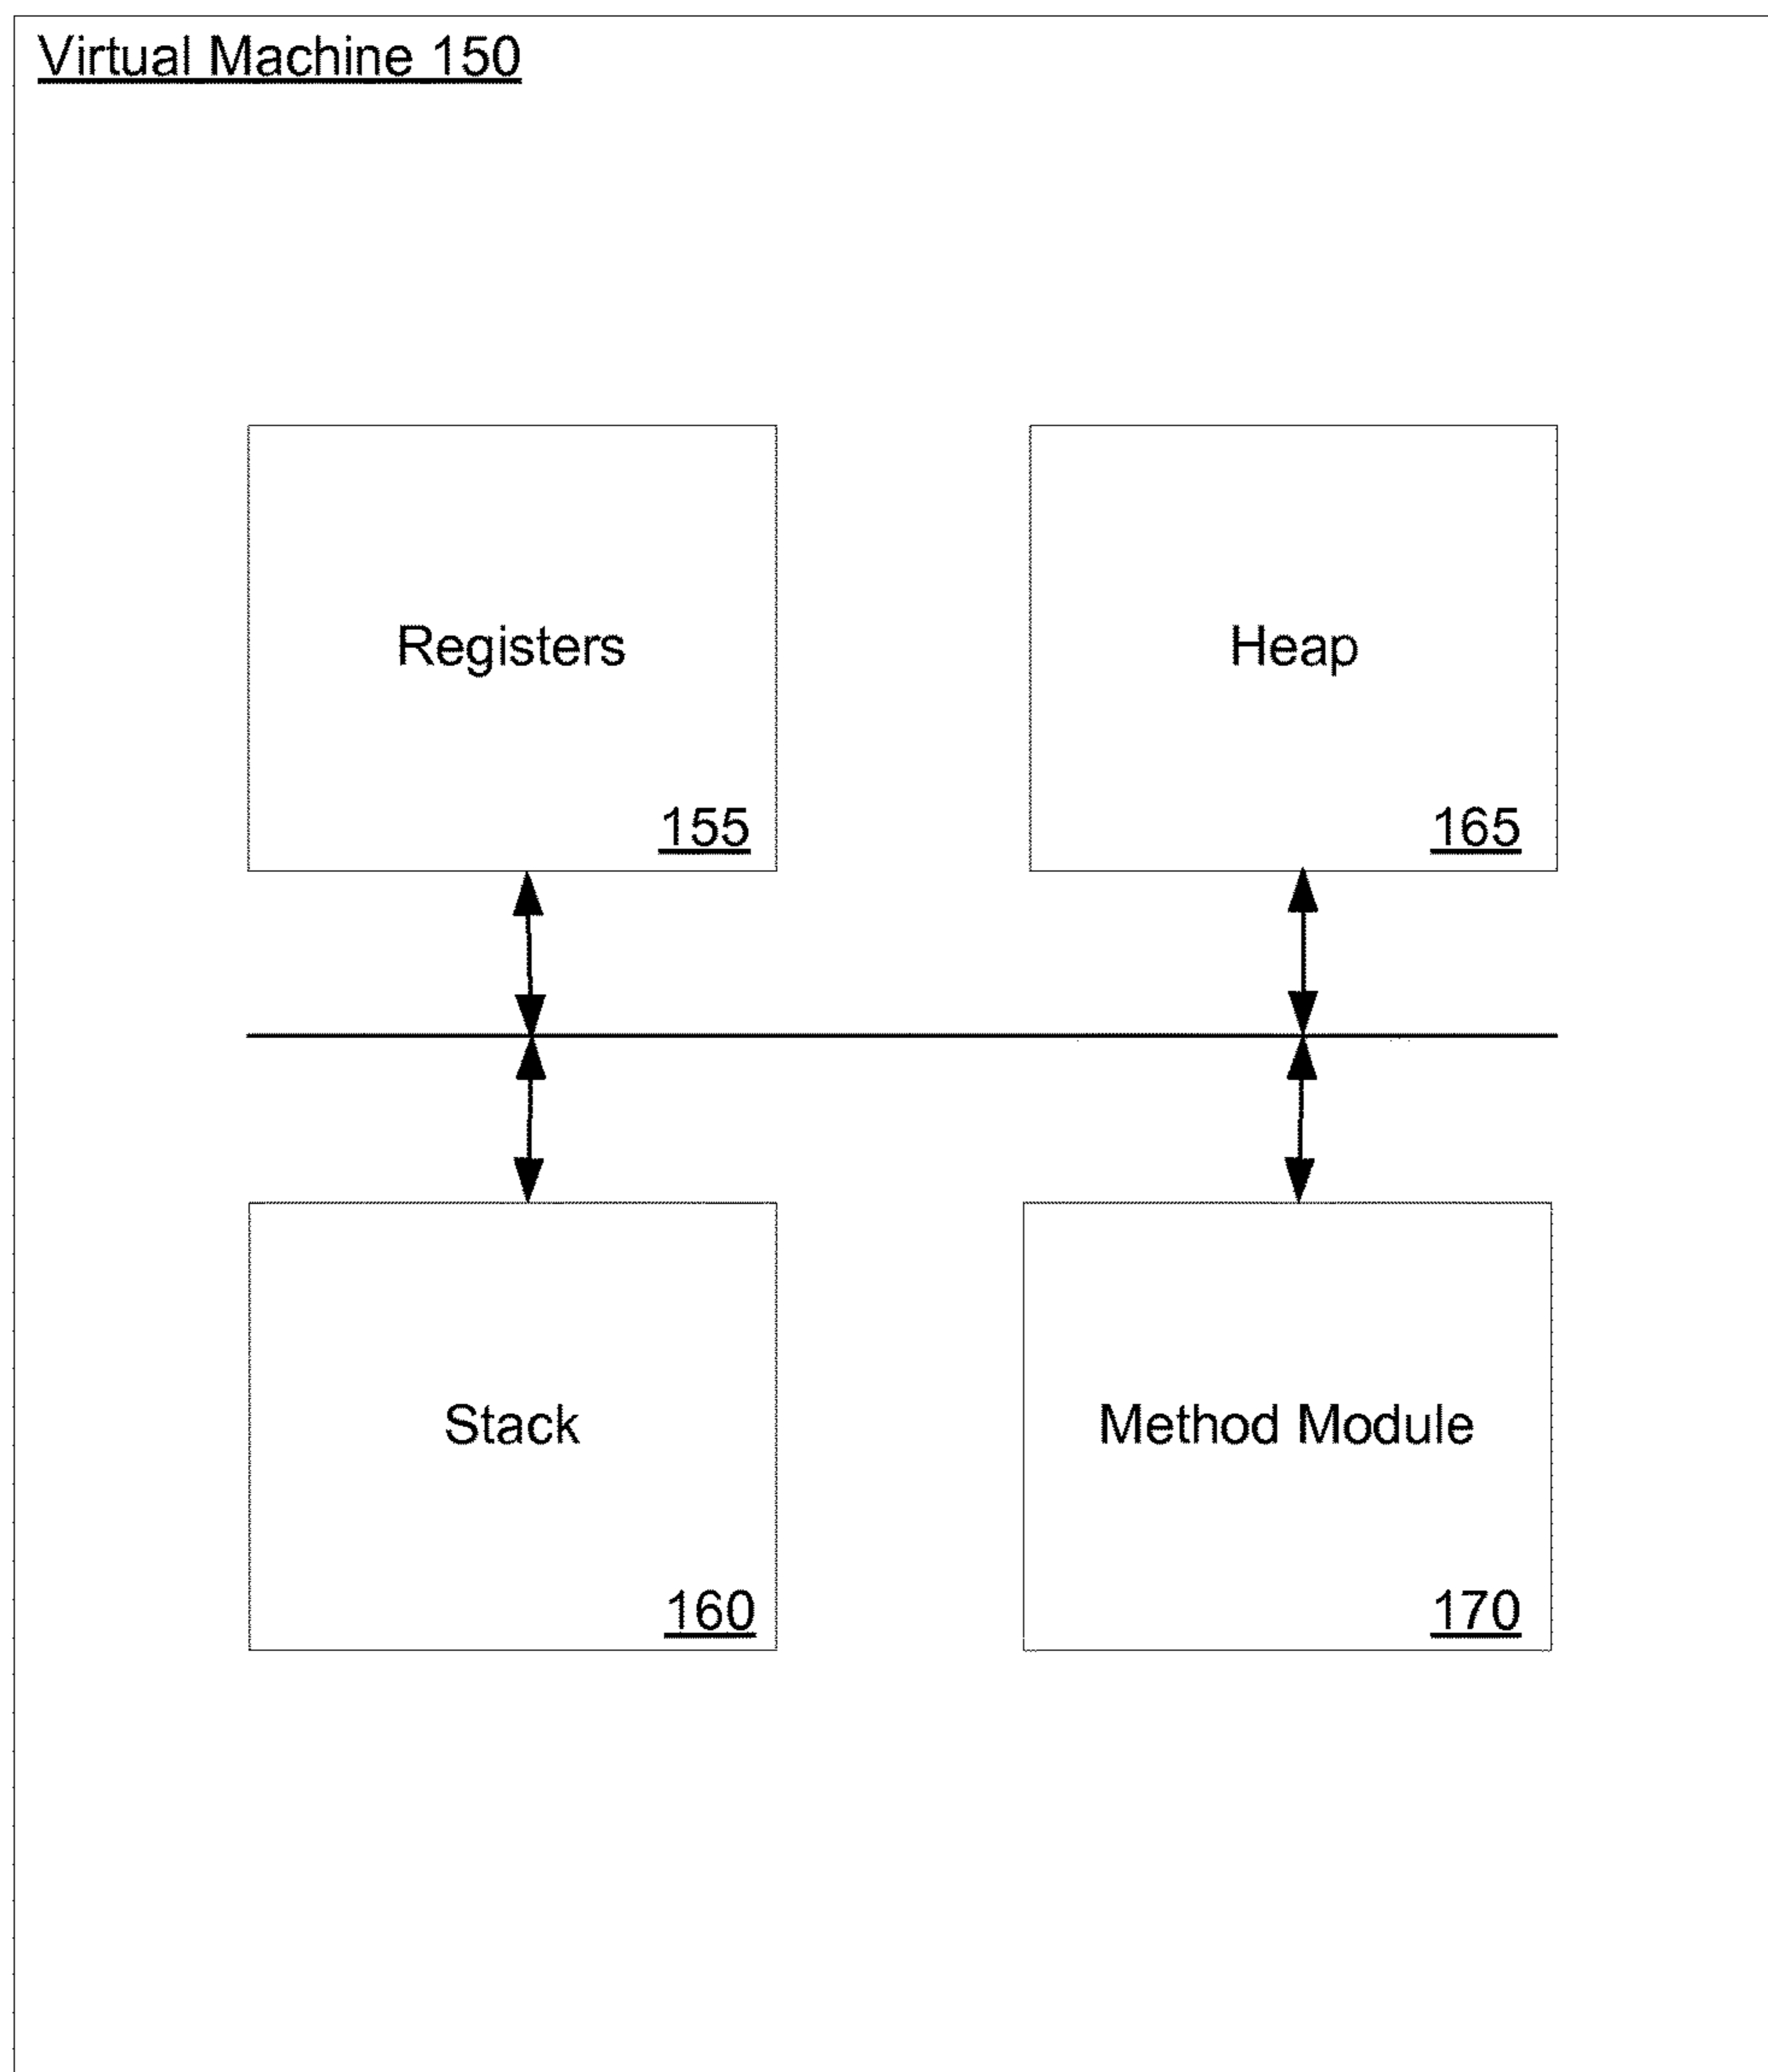 Virtual Machine 150
Registers
155
Heap
165
Stack
160
Method Module
170